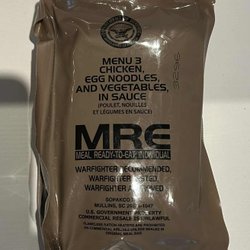 MENU 3
CHICKEN,
EGG NOODLES,
AND VEGETABLES,
IN SAUCE
(POULET, NOUILLES
ET LÉGUMES EN SAUCE)
3296
MRE
MEAL, READY-TO-EAT, INDIVIDUAL
WARFIGHTER RECOMMENDED,
WARFIGHTER TESTED,
WARFIGHTER APPROVED
SOPAKCO
MULLINS, SC
U.S. GOVERNMENT PROPERTY
COMMERCIAL RESALE IS UNLAWFUL